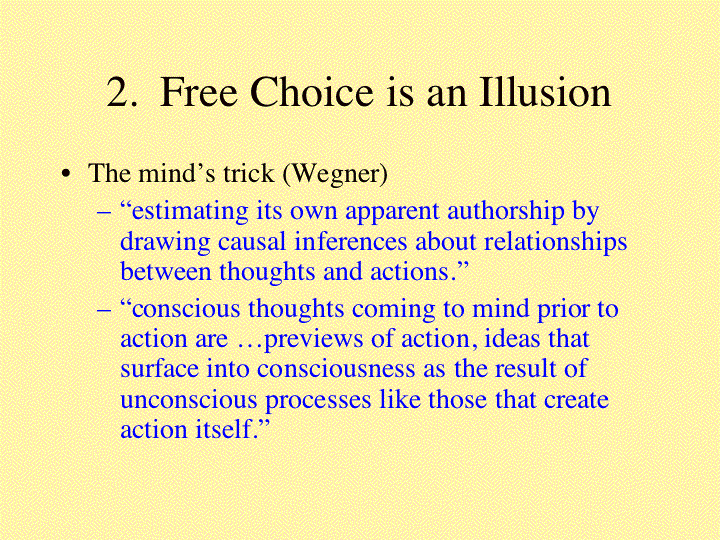 2.  Free Choice is an Illusion
• The mind’s trick (Wegner)
– “estimating its own apparent authorship by
drawing causal inferences about relationships
between thoughts and actions.”
– “conscious thoughts coming to mind prior to
action are …previews of action, ideas that
surface into consciousness as the result of
unconscious processes like those that create
action itself.”